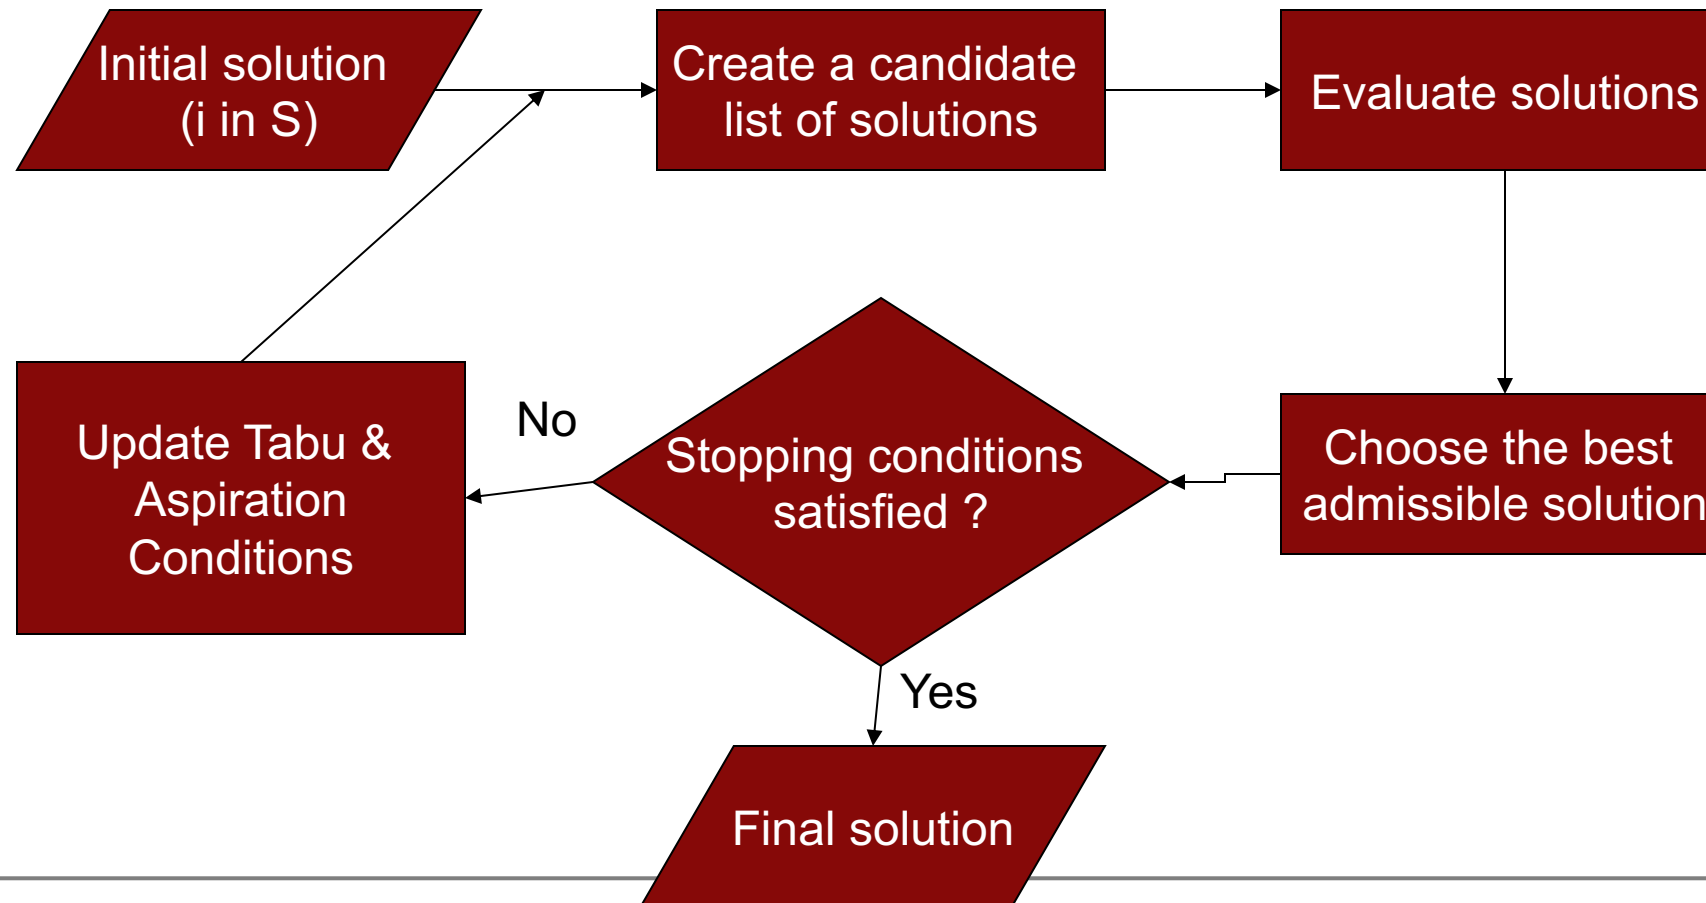 Initial solution
(i in S)
Create a candidate
list of solutions
Evaluate solutions
Choose the best
admissible solution
Stopping conditions
satisfied ?
No
Update Tabu &
Aspiration
Conditions
Yes
Final solution